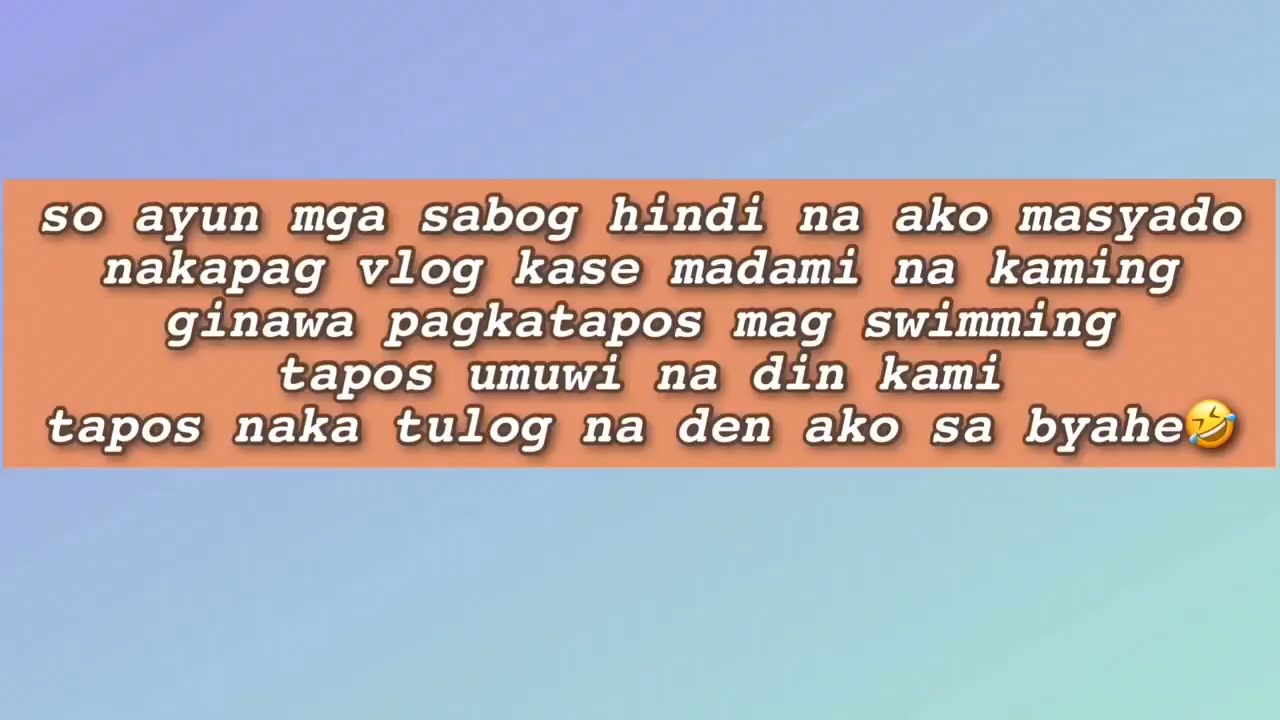 so ayun mga sabog hindi na ako masyado
nakapag vlog kase madami na kaming
ginawa pagkatapos mag swimming
tapos umuwi na din kami
tapos naka tulog na den ako sa byahe🤣